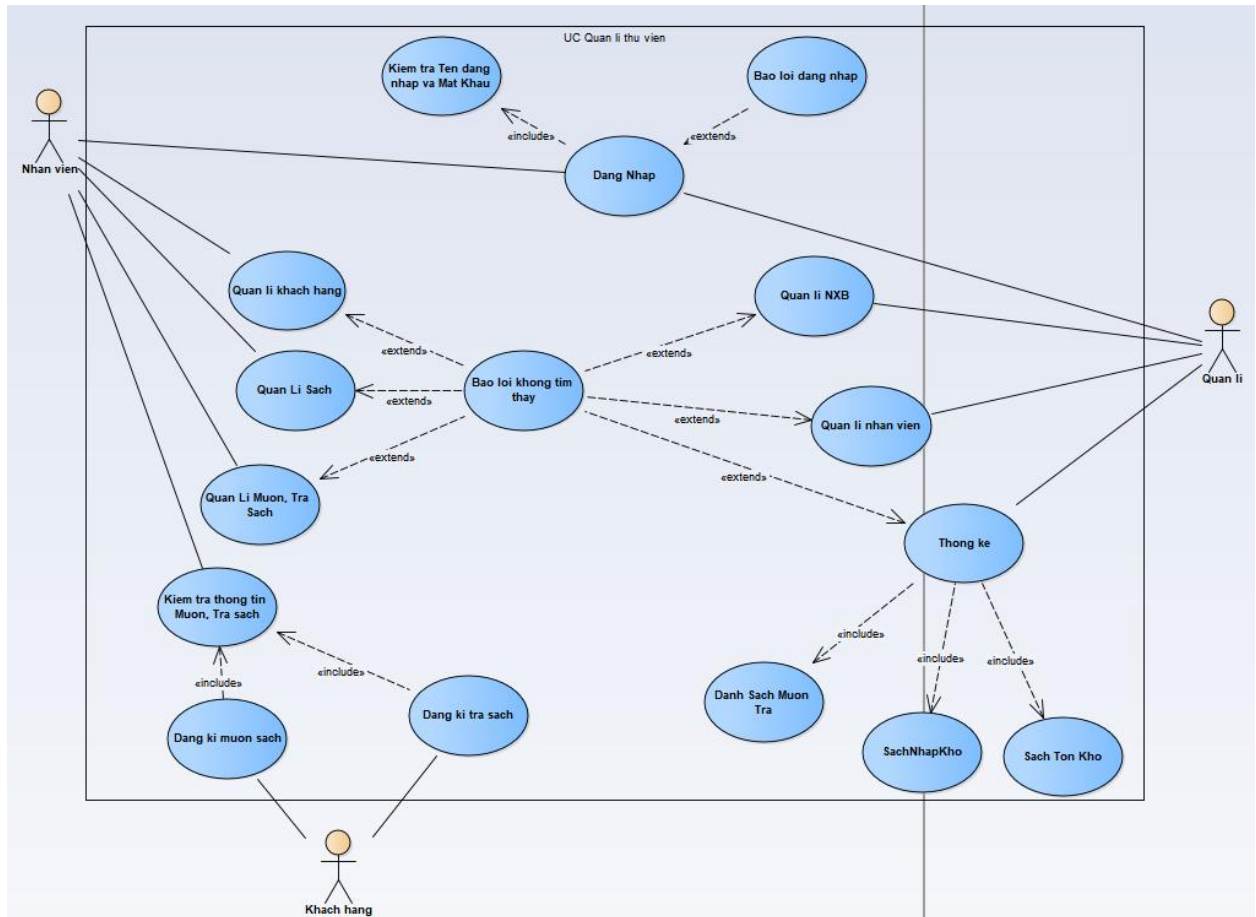 UC Quan li thu vien
Kiem tra Ten dang
nhap va Mat Khau
Bao loi dang nhap
«include»
«extend»
Nhan vien
Dang Nhap
Quan li khach hang
Quan li NXB
«extend»
«extend»
Quan Li Sach
«extend»
Bao loi khong tim
thay
«extend»
Quan li nhan vien
Quan li
«extend»
«extend»
Quan Li Muon, Tra
Sach
Thong ke
Kiem tra thong tin
Muon, Tra sach
«include»
«include»
«include»
«include»
«include»
Danh Sach Muon
Tra
Dang ki tra sach
Dang ki muon sach
SachNhapKho
Sach Ton Kho
Khach hang